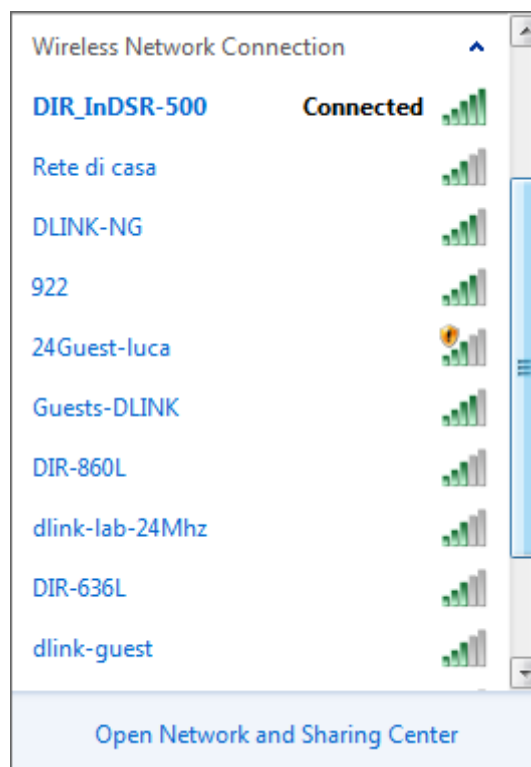 Wireless Network Connection
DIR_InDSR-500 Connected
Rete di casa
DLINK-NG
922
24Guest-luca
Guests-DLINK
DIR-860L
dlink-lab-24Mhz
DIR-636L
dlink-guest
Open Network and Sharing Center